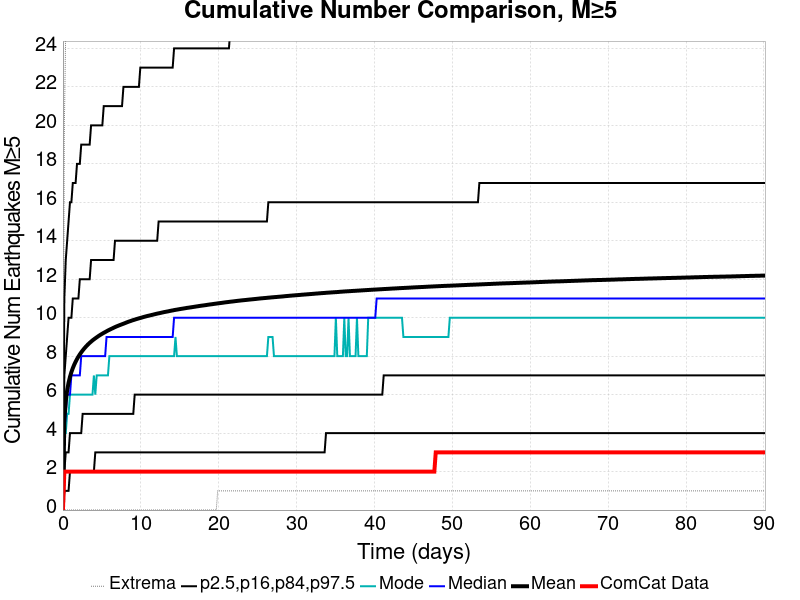 Cumulative Number Comparison, M≥5
Cumulative Num Earthquakes M≥5
24
22
20
18
16
14
12
10
8
6
4
2
0
0 10 20 30 40 50 60 70 80 90
Time (days)
Extrema p2.5,p16,p84,p97.5 Mode Median Mean ComCat Data